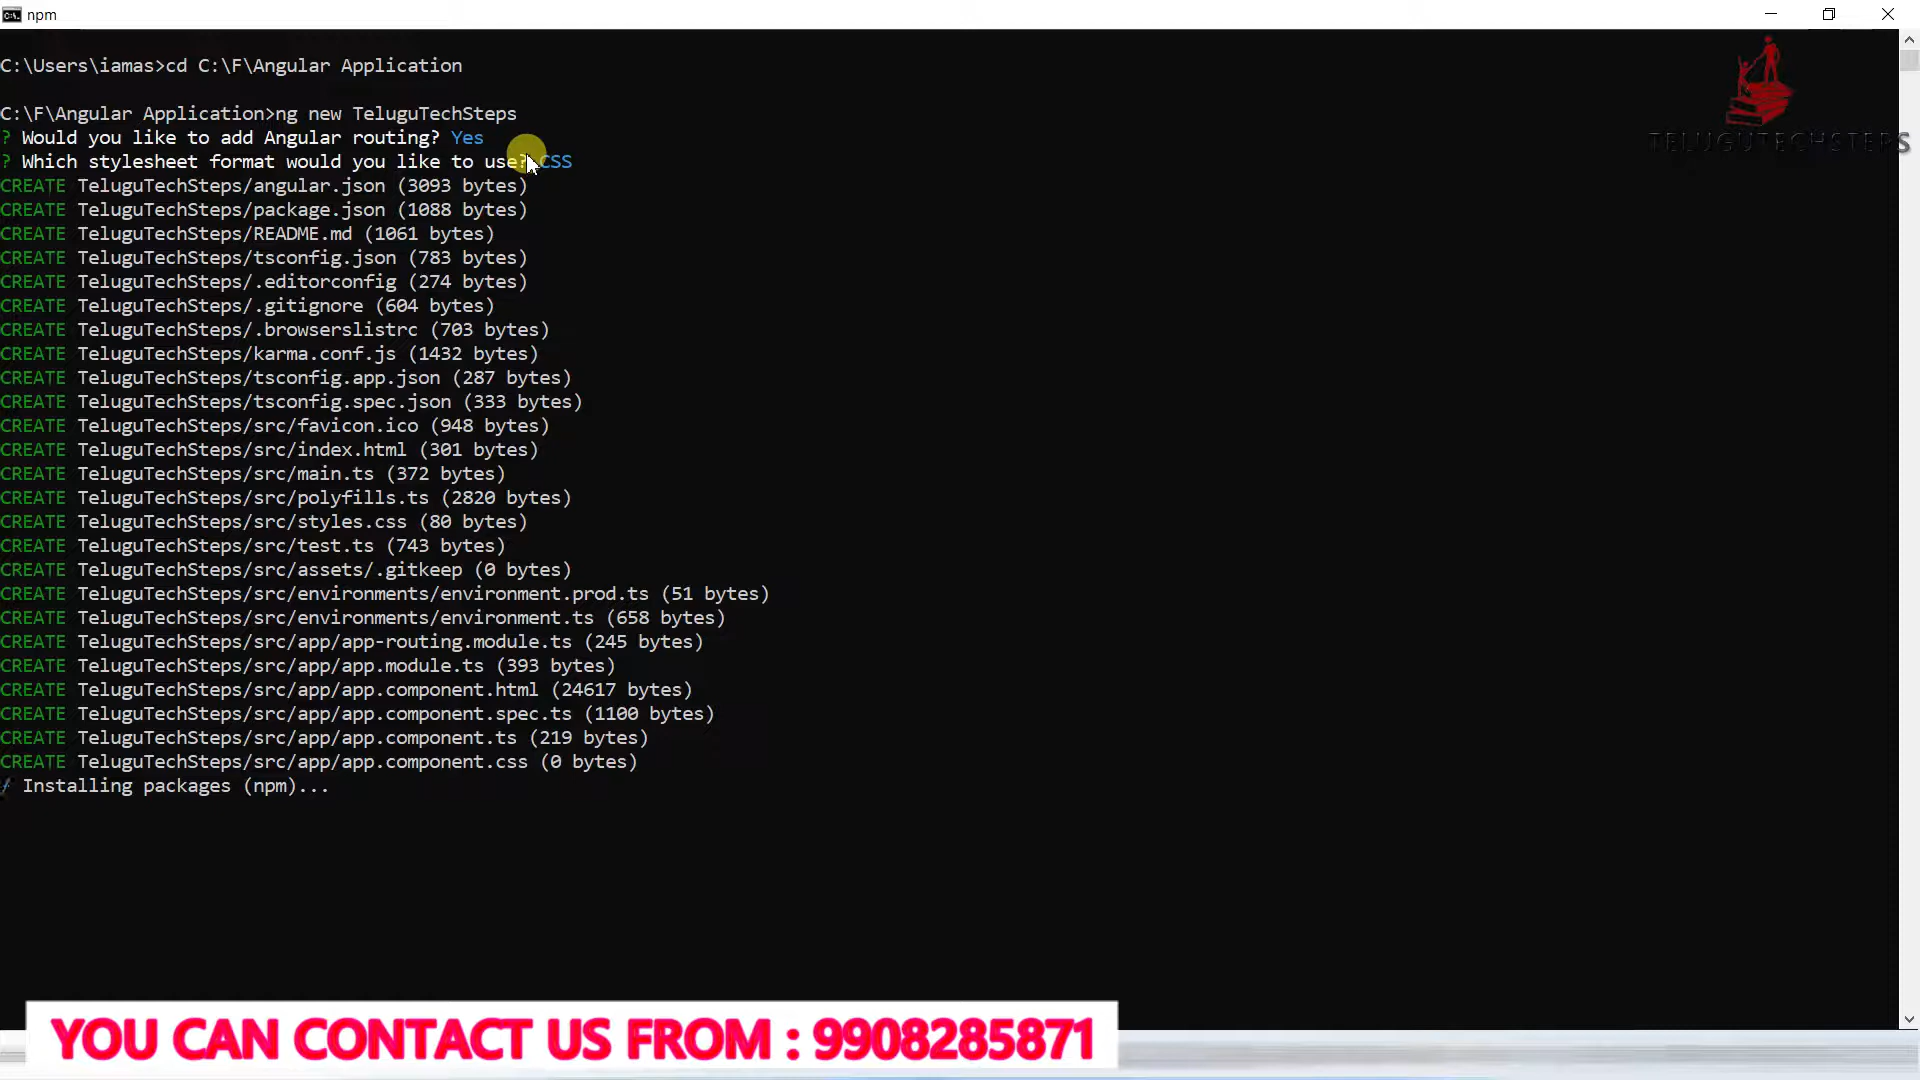 npm
C:\Users\iamas>cd C:\F\Angular Application
TELUGUTECHSTEPS
C:\F\Angular Application>ng new TeluguTechSteps
? Would you like to add Angular routing? Yes
? Which stylesheet format would you like to use? CSS
CREATE TeluguTechSteps/angular.json (3093 bytes)
CREATE TeluguTechSteps/package.json (1088 bytes)
CREATE TeluguTechSteps/README.md (1061 bytes)
CREATE TeluguTechSteps/tsconfig.json (783 bytes)
CREATE TeluguTechSteps/.editorconfig (274 bytes)
CREATE TeluguTechSteps/.gitignore (604 bytes)
CREATE TeluguTechSteps/.browserslistrc (703 bytes)
CREATE TeluguTechSteps/karma.conf.js (1432 bytes)
CREATE TeluguTechSteps/tsconfig.app.json (287 bytes)
CREATE TeluguTechSteps/tsconfig.spec.json (333 bytes)
CREATE TeluguTechSteps/src/favicon.ico (948 bytes)
CREATE TeluguTechSteps/src/index.html (301 bytes)
CREATE TeluguTechSteps/src/main.ts (372 bytes)
CREATE TeluguTechSteps/src/polyfills.ts (2820 bytes)
CREATE TeluguTechSteps/src/styles.css (80 bytes)
CREATE TeluguTechSteps/src/test.ts (743 bytes)
CREATE TeluguTechSteps/src/assets/.gitkeep (0 bytes)
CREATE TeluguTechSteps/src/environments/environment.prod.ts (51 bytes)
CREATE TeluguTechSteps/src/environments/environment.ts (658 bytes)
CREATE TeluguTechSteps/src/app/app-routing.module.ts (245 bytes)
CREATE TeluguTechSteps/src/app/app.module.ts (393 bytes)
CREATE TeluguTechSteps/src/app/app.component.html (24617 bytes)
CREATE TeluguTechSteps/src/app/app.component.spec.ts (1100 bytes)
CREATE TeluguTechSteps/src/app/app.component.ts (219 bytes)
CREATE TeluguTechSteps/src/app/app.component.css (0 bytes)
/ Installing packages (npm)...
YOU CAN CONTACT US FROM : 9908285871